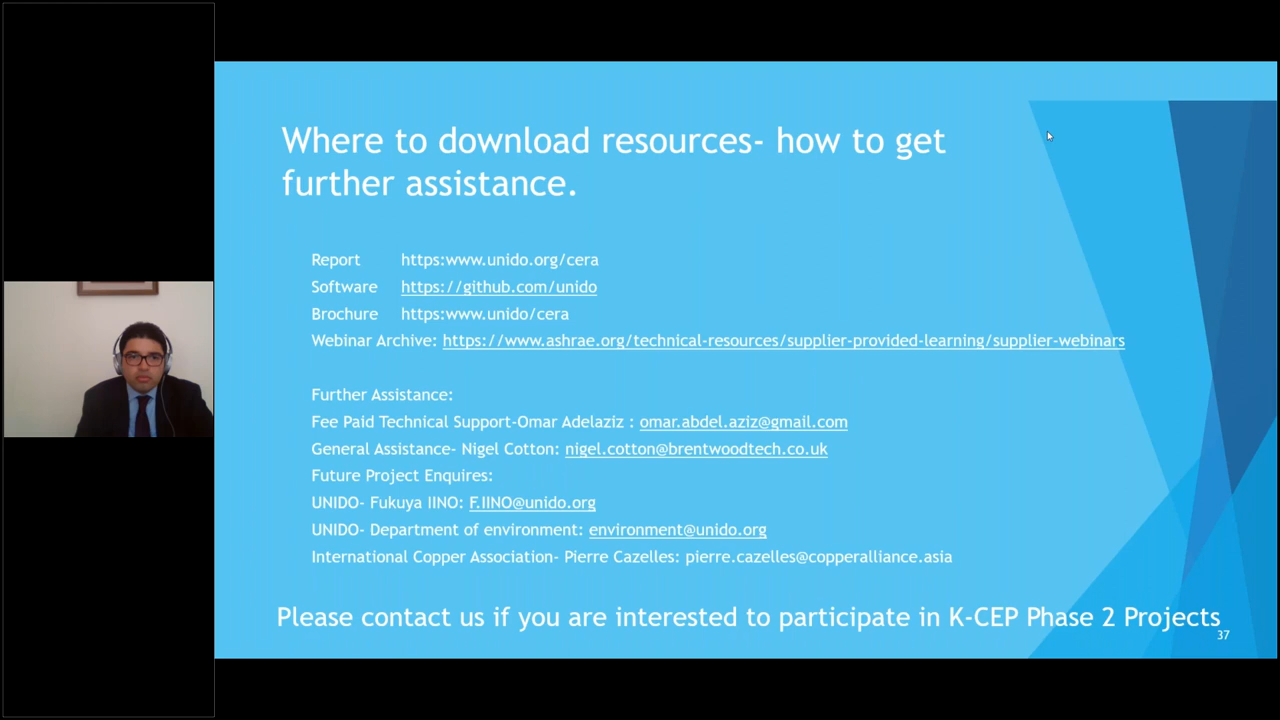 Where to download resources- how to get
further assistance.
Report https:www.unido.org/cera
Software https://github.com/unido
Brochure https:www.unido/cera
Webinar Archive: https://www.ashrae.org/technical-resources/supplier-provided-learning/supplier-webinars
Further Assistance:
Fee Paid Technical Support-Omar Adelaziz : omar.abdel.aziz@gmail.com
General Assistance- Nigel Cotton: nigel.cotton@brentwoodtech.co.uk
Future Project Enquires:
UNIDO- Fukuya IINO: F.IINO@unido.org
UNIDO- Department of environment: environment@unido.org
International Copper Association- Pierre Cazelles: pierre.cazelles@copperalliance.asia
Please contact us if you are interested to participate in K-CEP Phase 2 Projects
37